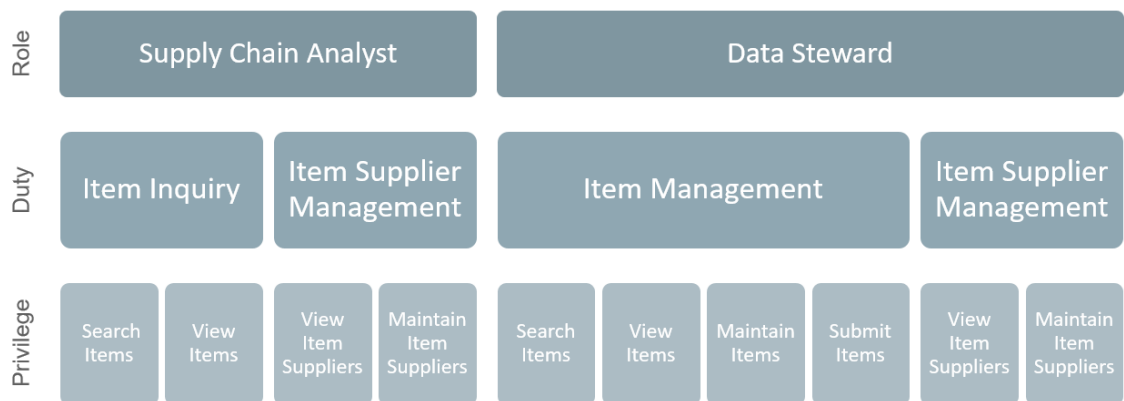 Role
Supply Chain Analyst
Data Steward
Duty
Item Inquiry
Item Supplier
Management
Item Management
Item Supplier
Management
Privilege
Search
Items
View
Items
View
Item
Suppliers
Maintain
Item
Suppliers
Search
Items
View
Items
Maintain
Items
Submit
Items
View
Item
Suppliers
Maintain
Item
Suppliers